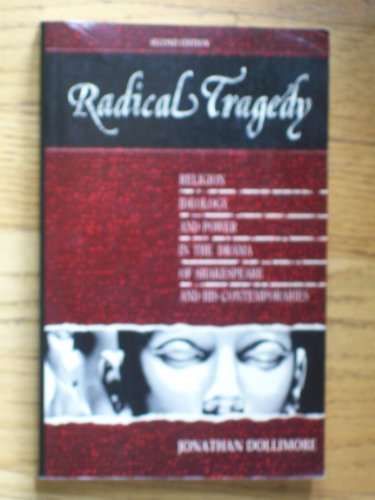 SECOND EDITION
Radical Tragedy
RELIGION
IDEOLOGY
AND POWER
IN THE DRAMA
OF SHAKESPEARE
AND HIS CONTEMPORARIES
JONATHAN DOLLIMORE